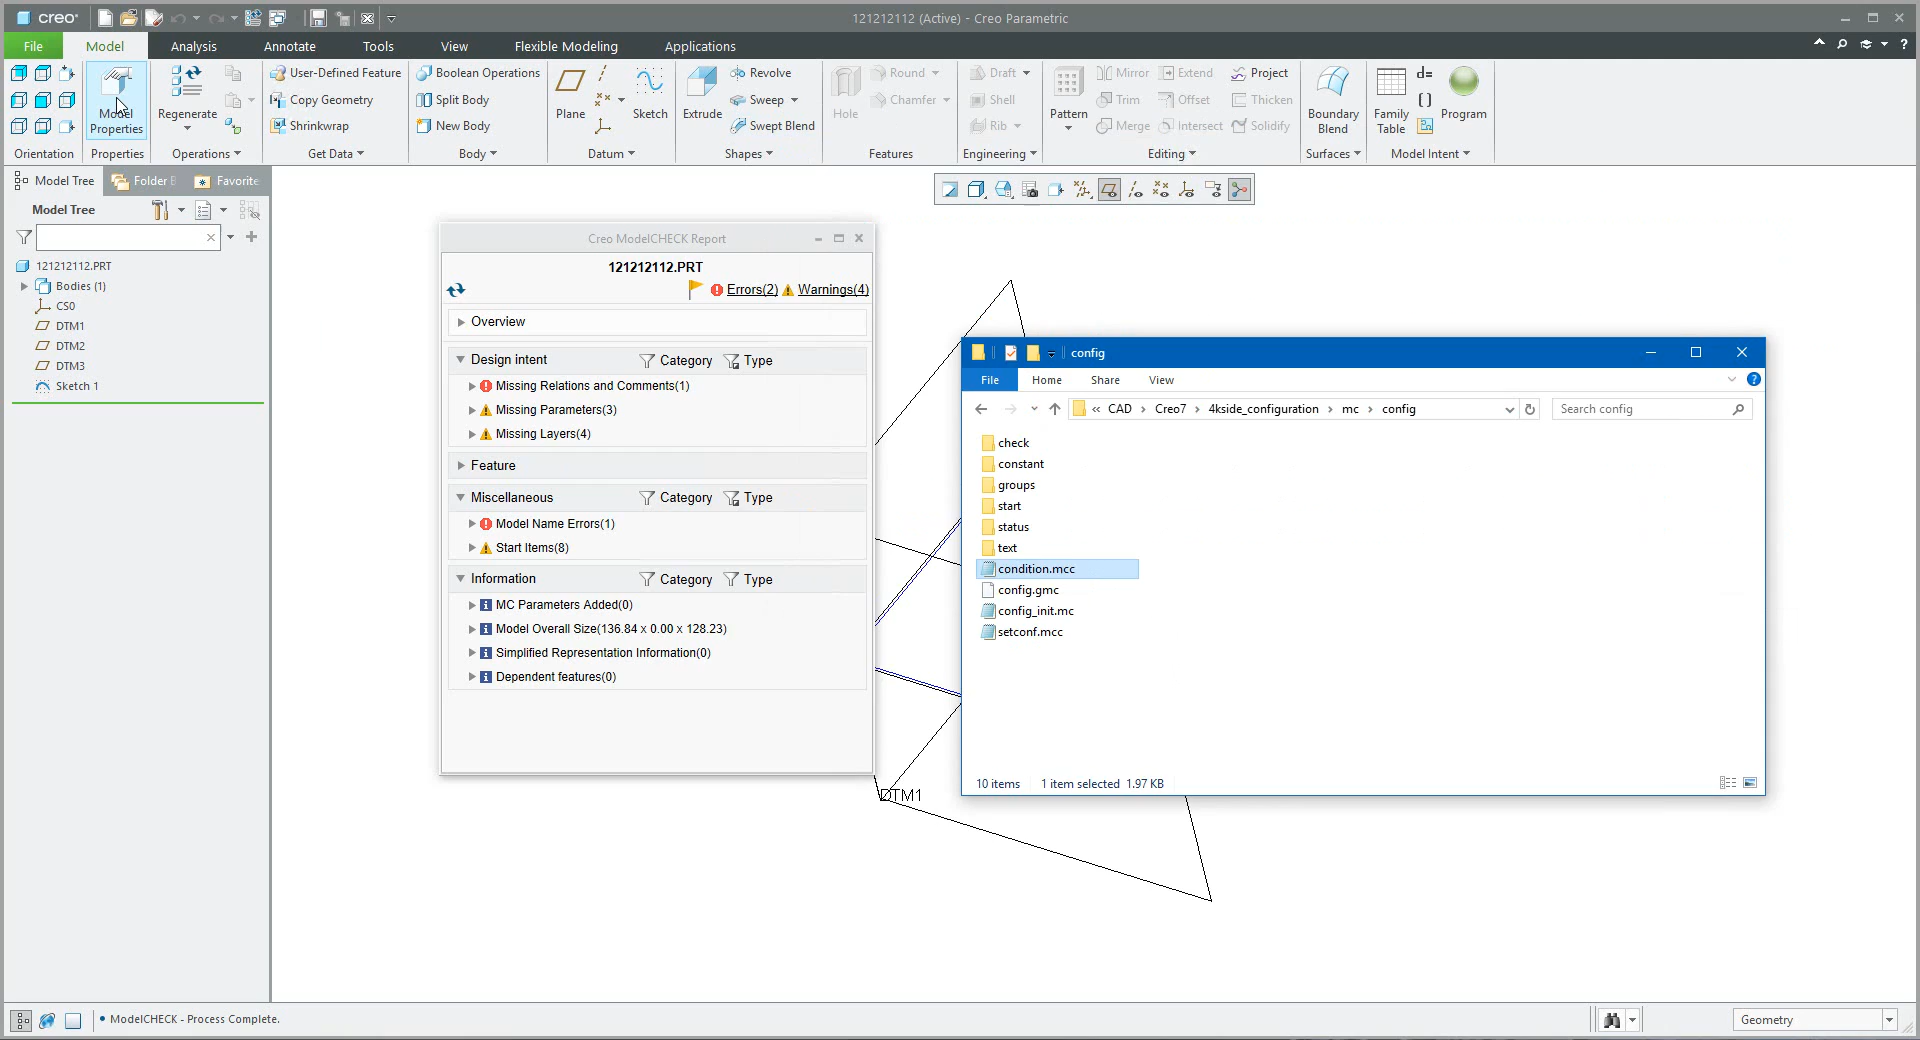 creo
121212112 (Active) - Creo Parametric
File Model Analysis Annotate Tools View Flexible Modeling Applications
Model Properties
Regenerate
User-Defined Feature
Copy Geometry
Shrinkwrap
Boolean Operations
Split Body
New Body
Plane
Sketch
Extrude
Revolve
Sweep
Swept Blend
Hole
Round
Chamfer
Draft
Shell
Rib
Pattern
Mirror
Trim
Merge
Extend
Offset
Intersect
Project
Thicken
Solidify
Boundary Blend
Family Table
d=
[ ]
Program
Orientation Properties Operations Get Data Body Datum Shapes Features Engineering Editing Surfaces Model Intent
Model Tree Folder B Favorite
Model Tree
121212112.PRT
Bodies (1)
CS0
DTM1
DTM2
DTM3
Sketch 1
Creo ModelCHECK Report
121212112.PRT
Errors(2) Warnings(4)
Overview
Design intent Category Type
Missing Relations and Comments(1)
Missing Parameters(3)
Missing Layers(4)
Feature
Miscellaneous Category Type
Model Name Errors(1)
Start Items(8)
Information Category Type
MC Parameters Added(0)
Model Overall Size(136.84 x 0.00 x 128.23)
Simplified Representation Information(0)
Dependent features(0)
DTM1
config
File Home Share View
« CAD > Creo7 > 4kside_configuration > mc > config
Search config
check
constant
groups
start
status
text
condition.mcc
config.gmc
config_init.mc
setconf.mcc
10 items 1 item selected 1.97 KB
• ModelCHECK - Process Complete.
Geometry